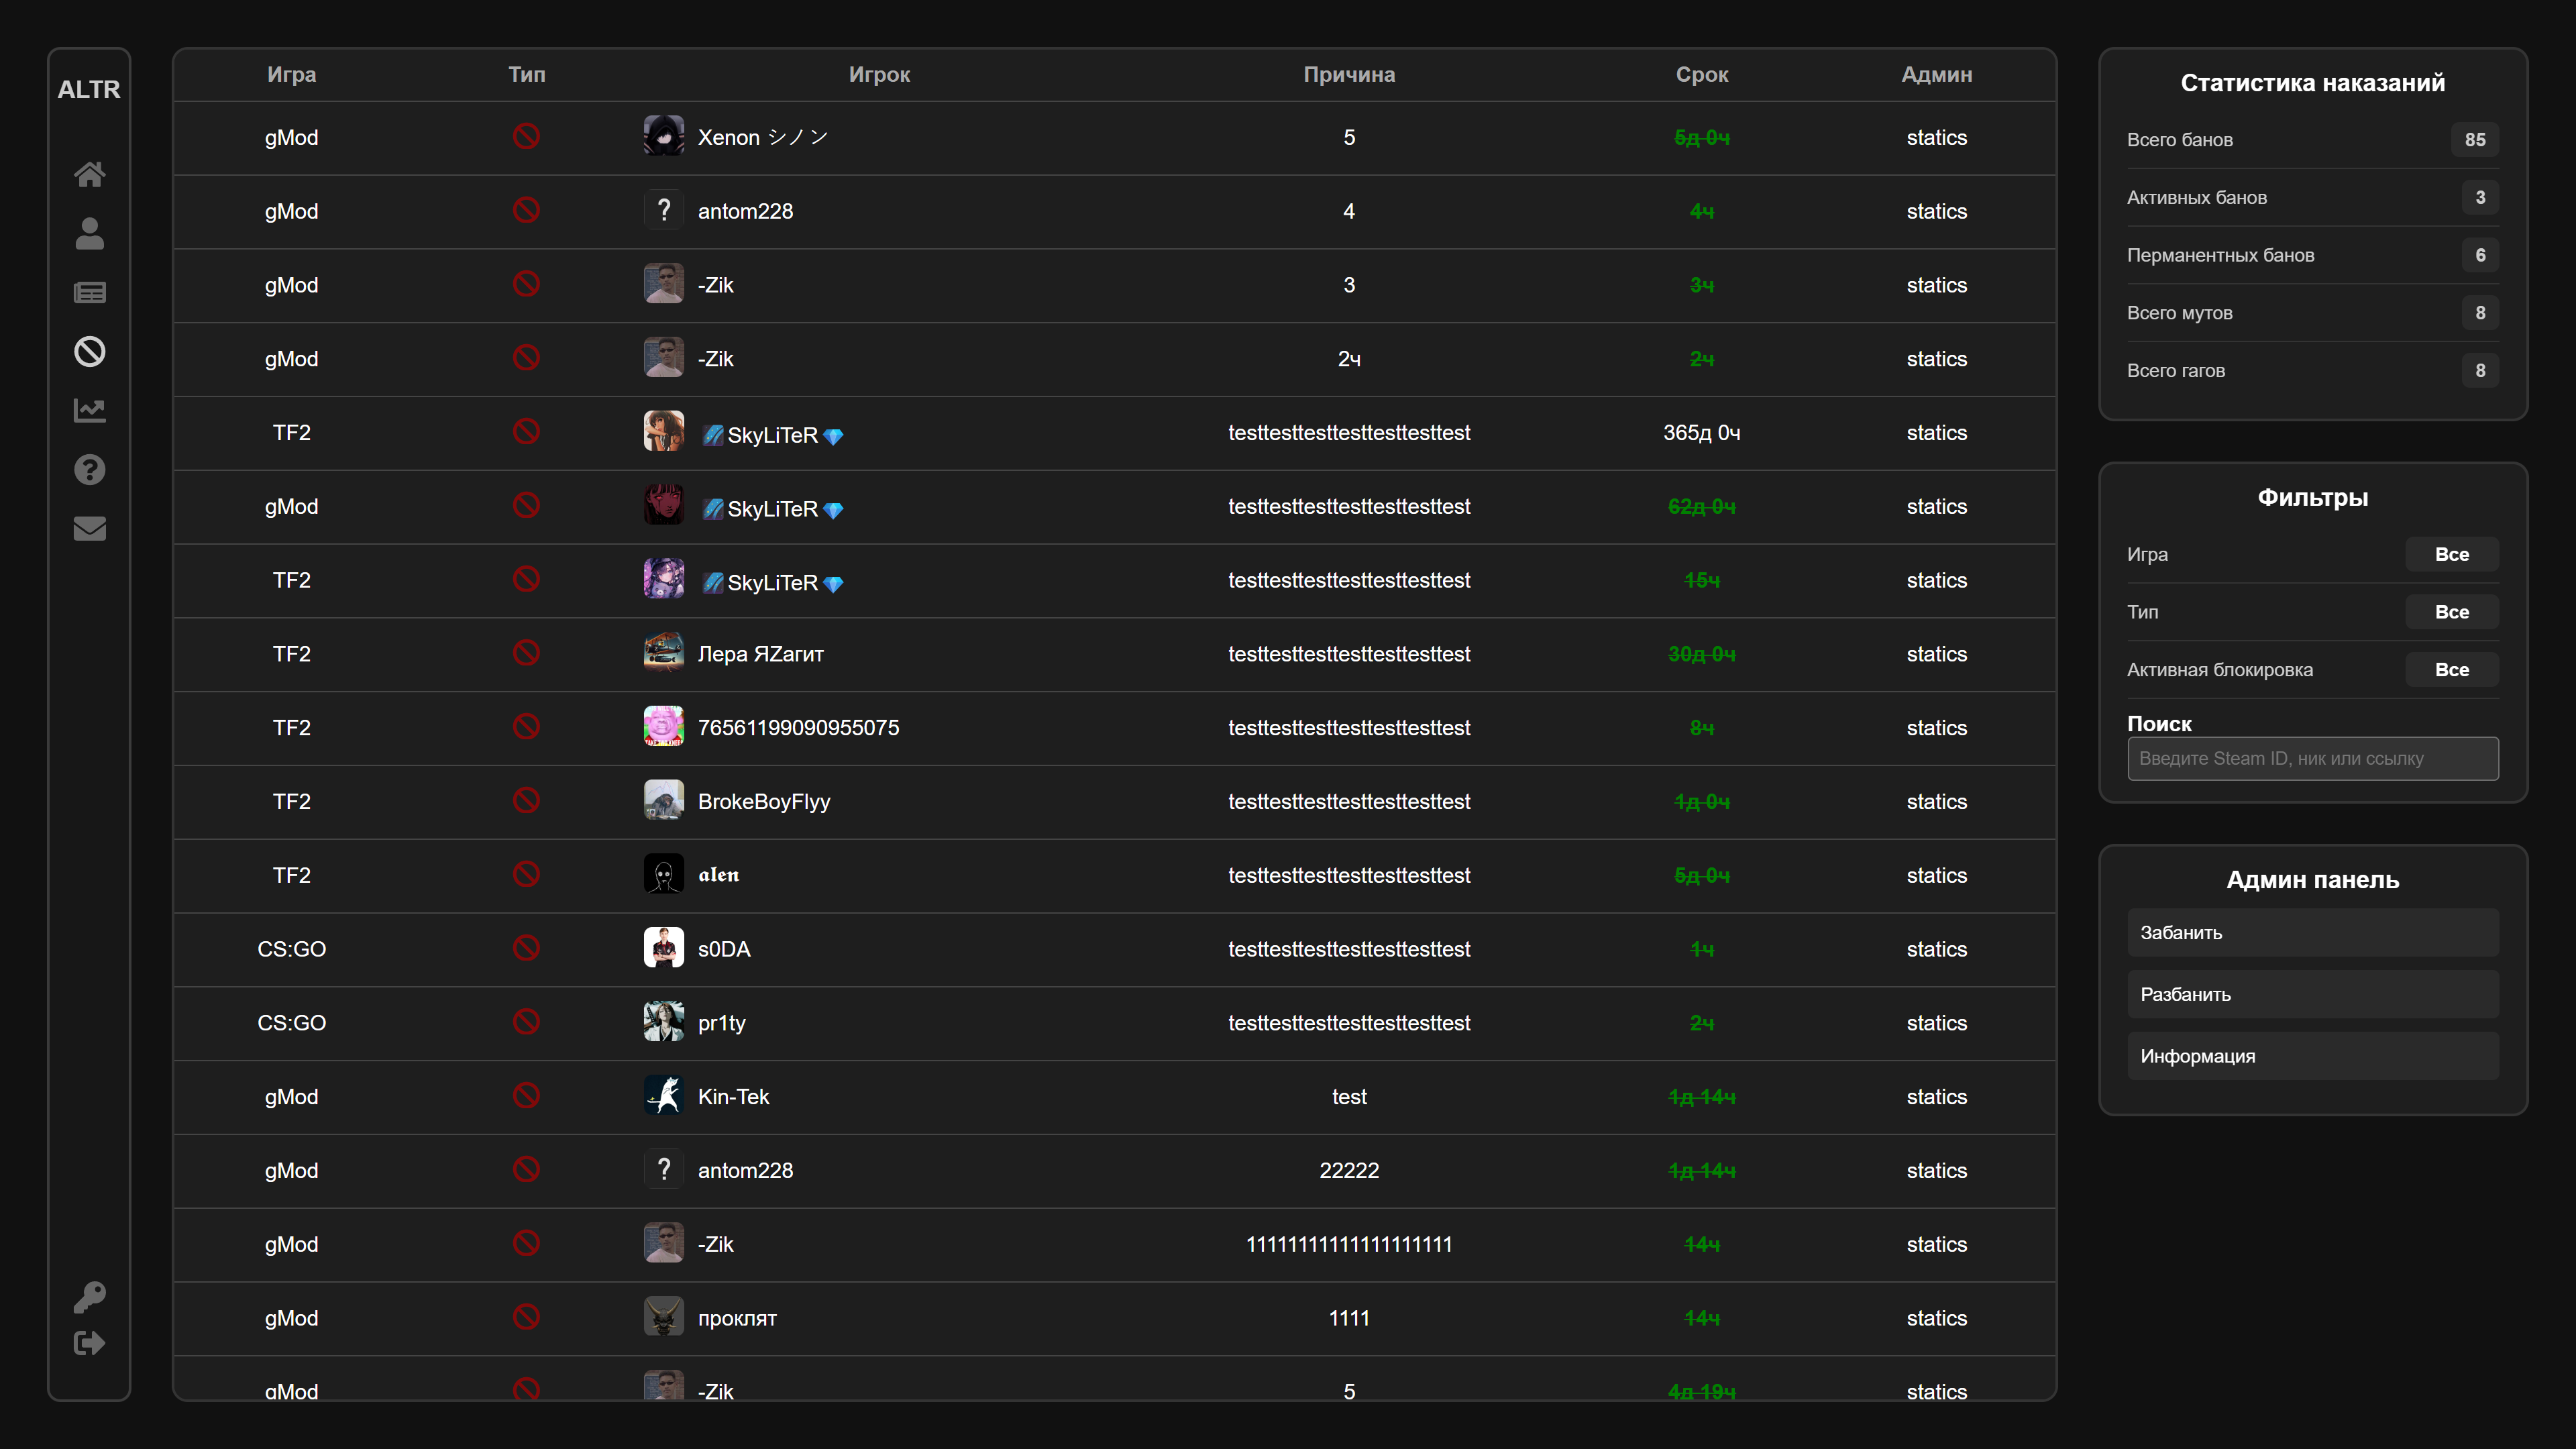 ALTR
Игра Тип Игрок Причина Срок Админ
gMod Xenon シノン 5 5д 0ч statics
gMod ? antom228 4 4ч statics
gMod -Zik 3 3ч statics
gMod -Zik 2ч 2ч statics
TF2 SkyLiTeR💎 testtesttesttesttesttesttest 365д 0ч statics
gMod SkyLiTeR💎 testtesttesttesttesttesttest 62д 0ч statics
TF2 SkyLiTeR💎 testtesttesttesttesttesttest 15ч statics
TF2 Лера ЯZагит testtesttesttesttesttesttest 30д 0ч statics
TF2 76561199090955075 testtesttesttesttesttesttest 8ч statics
TF2 BrokeBoyFlyy testtesttesttesttesttesttest 1д 0ч statics
TF2 𝖆𝖑𝖊𝖓 testtesttesttesttesttesttest 5д 0ч statics
CS:GO s0DA testtesttesttesttesttesttest 1ч statics
CS:GO pr1ty testtesttesttesttesttesttest 2ч statics
gMod Kin-Tek test 1д 14ч statics
gMod ? antom228 22222 1д 14ч statics
gMod -Zik 11111111111111111111 14ч statics
gMod проклят 1111 14ч statics
gMod -Zik 5 4д 19ч statics
Статистика наказаний
Всего банов 85
Активных банов 3
Перманентных банов 6
Всего мутов 8
Всего гагов 8
Фильтры
Игра Все
Тип Все
Активная блокировка Все
Поиск
Введите Steam ID, ник или ссылку
Админ панель
Забанить
Разбанить
Информация